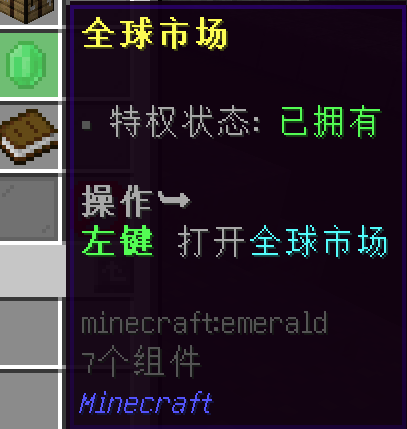 全球市场
▪ 特权状态: 已拥有
操作↪
左键 打开全球市场
minecraft:emerald
7个组件
Minecraft